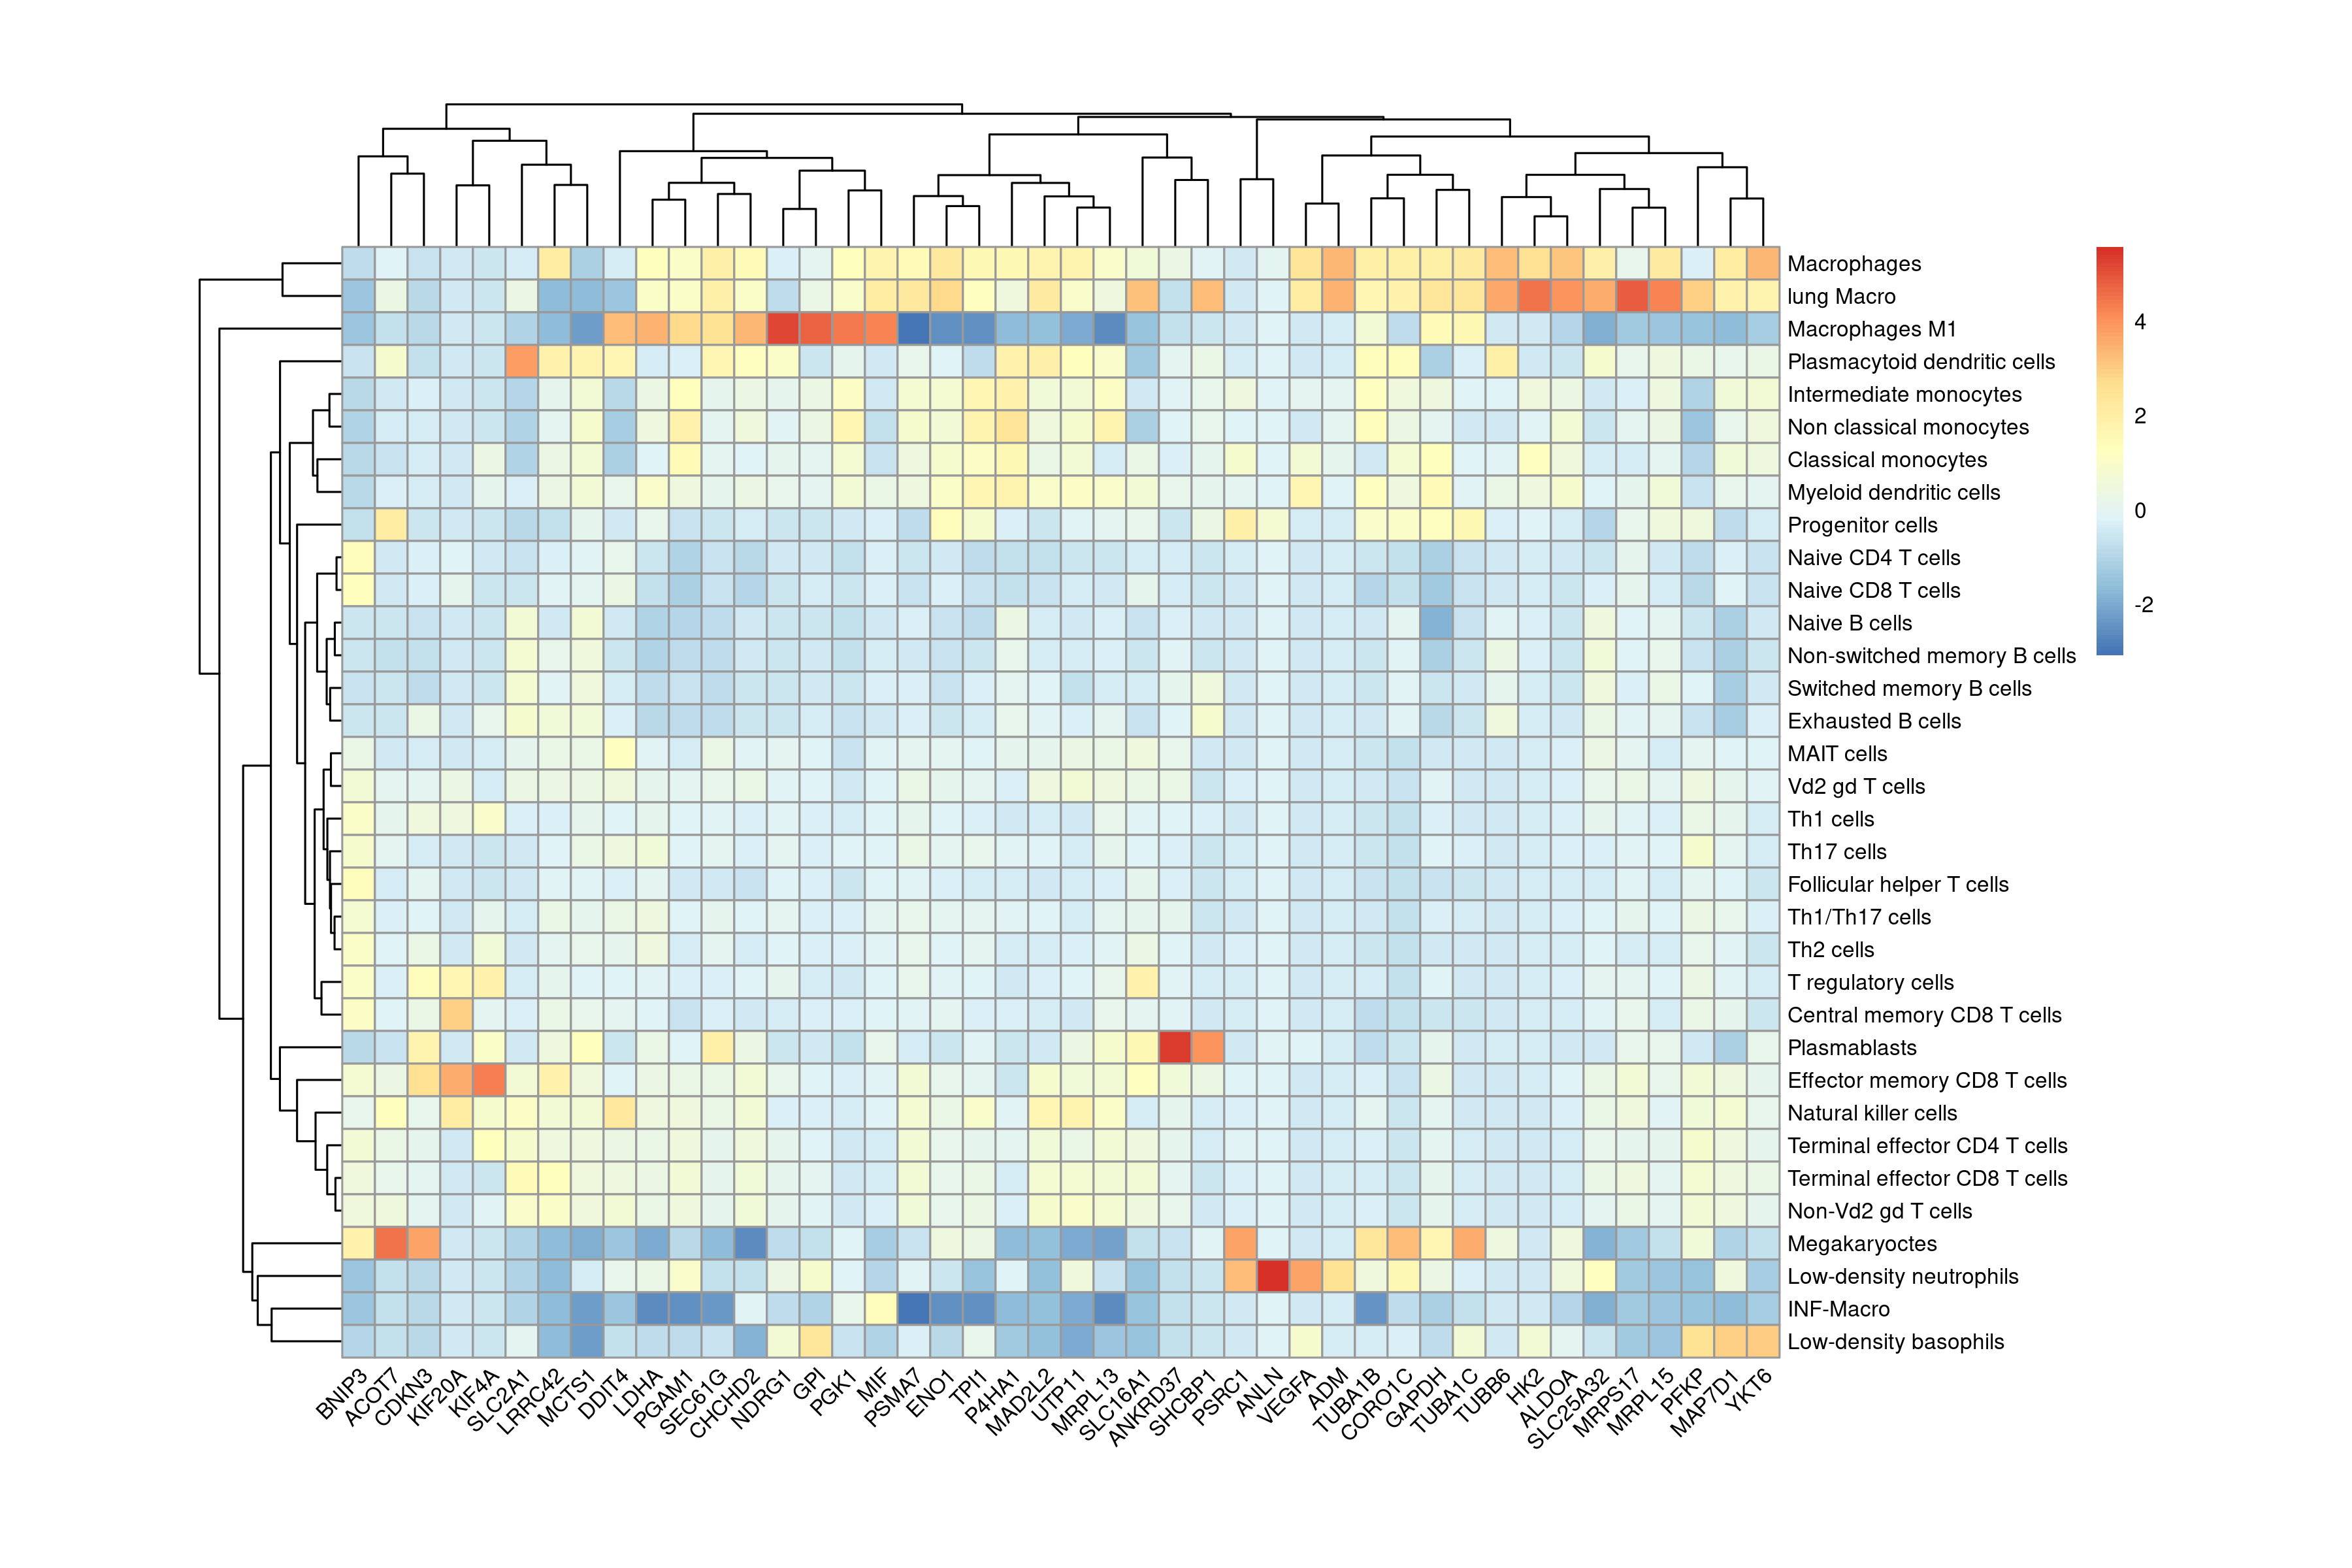 Macrophages
lung Macro
Macrophages M1
Plasmacytoid dendritic cells
Intermediate monocytes
Non classical monocytes
Classical monocytes
Myeloid dendritic cells
Progenitor cells
Naive CD4 T cells
Naive CD8 T cells
Naive B cells
Non-switched memory B cells
Switched memory B cells
Exhausted B cells
MAIT cells
Vd2 gd T cells
Th1 cells
Th17 cells
Follicular helper T cells
Th1/Th17 cells
Th2 cells
T regulatory cells
Central memory CD8 T cells
Plasmablasts
Effector memory CD8 T cells
Natural killer cells
Terminal effector CD4 T cells
Terminal effector CD8 T cells
Non-Vd2 gd T cells
Megakaryoctes
Low-density neutrophils
INF-Macro
Low-density basophils
4
2
0
-2
BNIP3
ACOT7
CDKN3
KIF20A
KIF4A
SLC2A1
LRRC42
MCTS1
DDIT4
LDHA
PGAM1
SEC61G
CHCHD2
NDRG1
GPI
PGK1
MIF
PSMA7
ENO1
TPI1
P4HA1
MAD2L2
UTP11
MRPL13
SLC16A1
ANKRD37
SHCBP1
PSRC1
ANLN
VEGFA
ADM
TUBA1B
CORO1C
GAPDH
TUBA1C
TUBB6
HK2
ALDOA
SLC25A32
MRPS17
MRPL15
PFKP
MAP7D1
YKT6